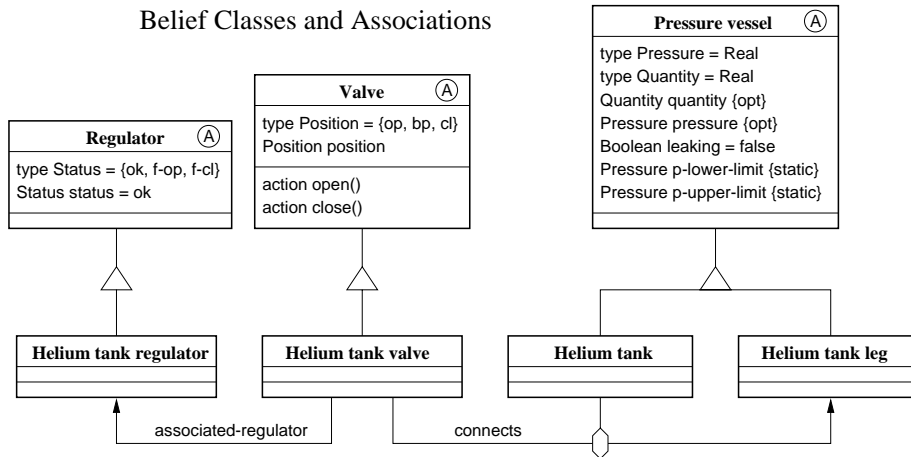 Belief Classes and Associations
Regulator
A
type Status = {ok, f-op, f-cl}
Status status = ok
Valve
A
type Position = {op, bp, cl}
Position position
action open()
action close()
Pressure vessel
A
type Pressure = Real
type Quantity = Real
Quantity quantity {opt}
Pressure pressure {opt}
Boolean leaking = false
Pressure p-lower-limit {static}
Pressure p-upper-limit {static}
Helium tank regulator
Helium tank valve
Helium tank
Helium tank leg
associated-regulator
connects